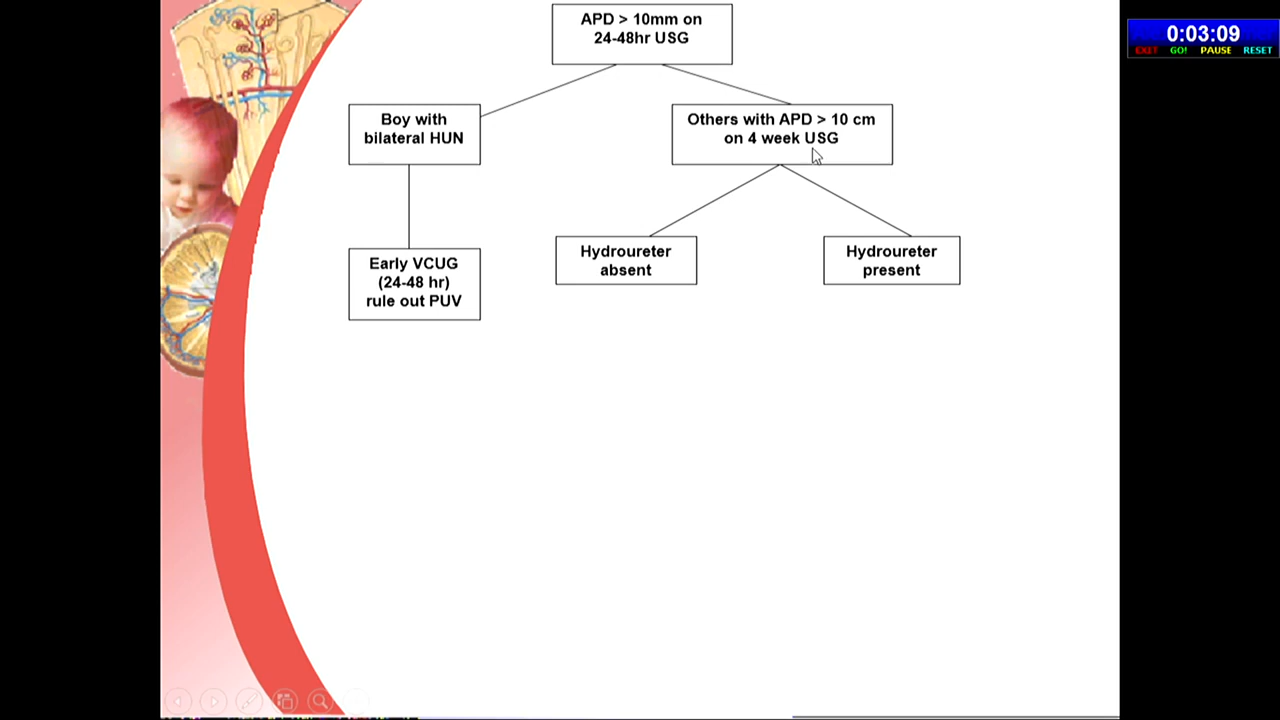 APD > 10mm on
24-48hr USG
Boy with
bilateral HUN
Others with APD > 10 cm
on 4 week USG
Early VCUG
(24-48 hr)
rule out PUV
Hydroureter
absent
Hydroureter
present
0:03:09
EXIT GO! PAUSE RESET